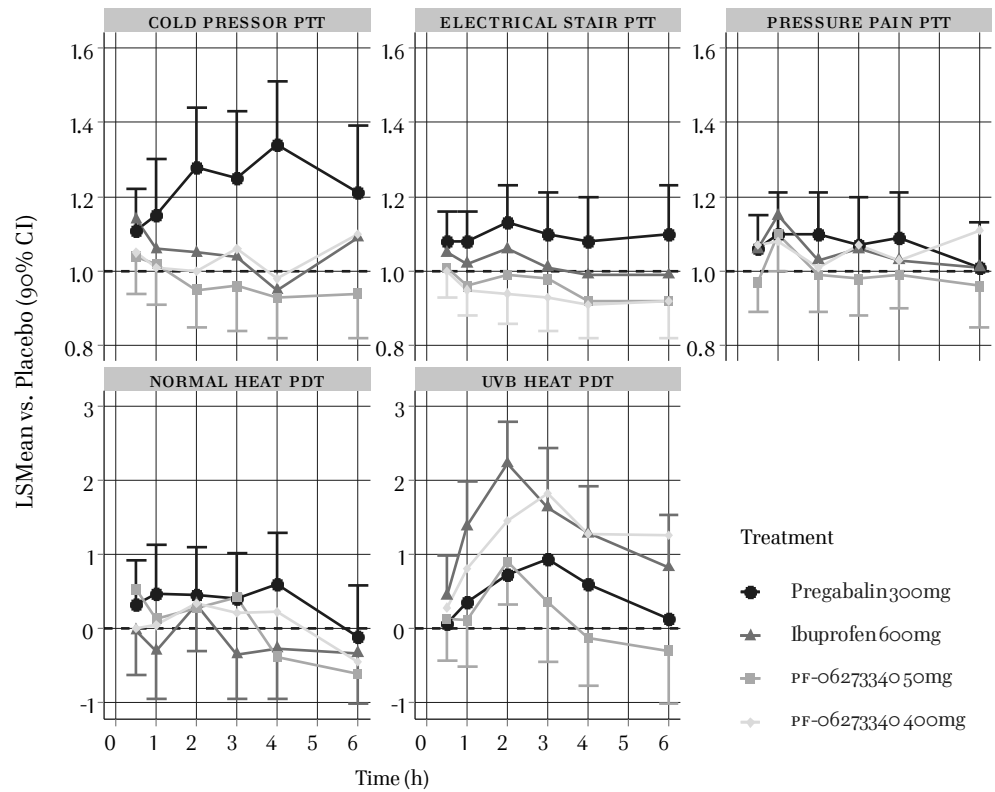 COLD PRESSOR PTT
ELECTRICAL STAIR PTT
PRESSURE PAIN PTT
1.6 1.6 1.6
1.4 1.4 1.4
1.2 1.2 1.2
1.0 1.0 1.0
0.8 0.8 0.8
LSMean vs. Placebo (90% CI)
NORMAL HEAT PDT
UVB HEAT PDT
3 3
2 2
1 1
0 0
-1 -1
0 1 2 3 4 5 6
0 1 2 3 4 5 6
Time (h)
Treatment
Pregabalin 300mg
Ibuprofen 600mg
PF-06273340 50mg
PF-06273340 400mg